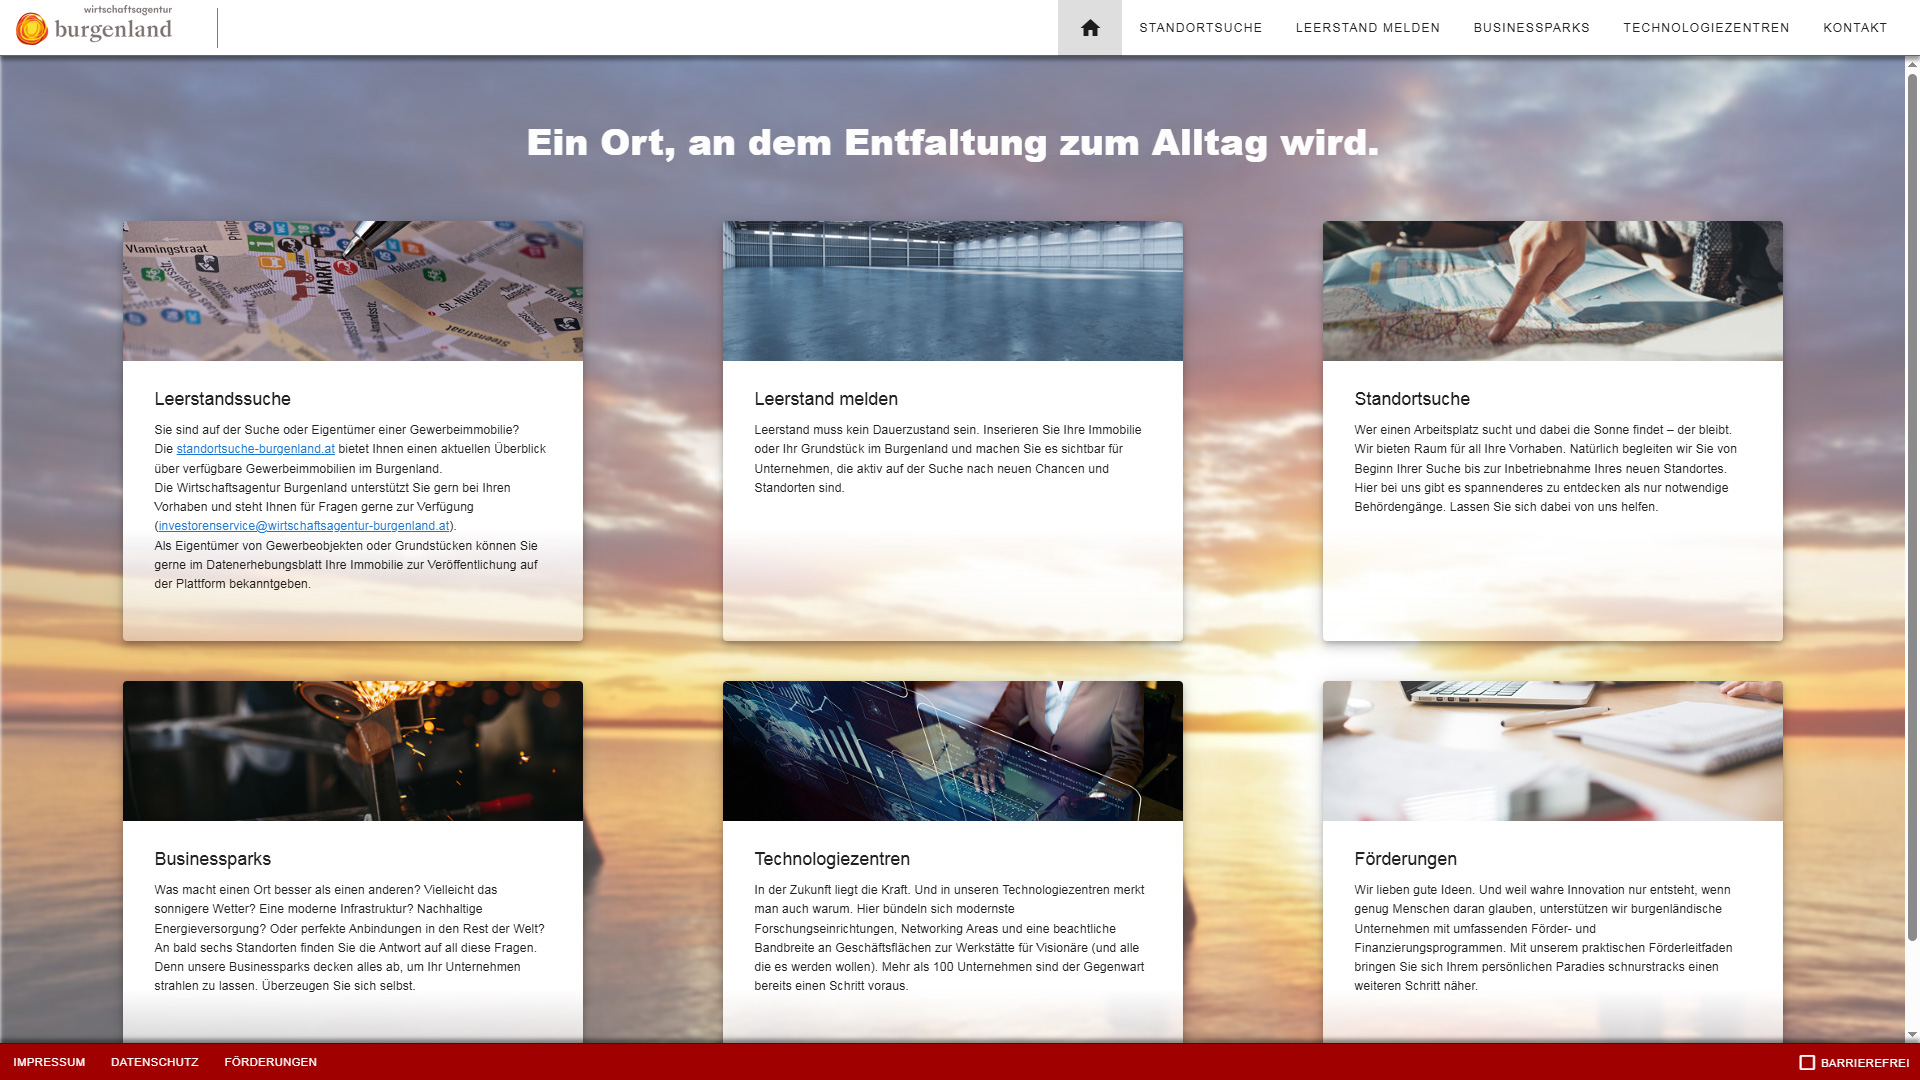 wirtschaftsagentur
burgenland
STANDORTSUCHE
LEERSTAND MELDEN
BUSINESSPARKS
TECHNOLOGIEZENTREN
KONTAKT
Ein Ort, an dem Entfaltung zum Alltag wird.
Vlamingstraat
MARKT
Hallestraat
St. Niklaasstr.
Steenstraat
Leerstandssuche
Sie sind auf der Suche oder Eigentümer einer Gewerbeimmobilie?
Die standortsuche-burgenland.at bietet Ihnen einen aktuellen Überblick
über verfügbare Gewerbeimmobilien im Burgenland.
Die Wirtschaftsagentur Burgenland unterstützt Sie gern bei Ihren
Vorhaben und steht Ihnen für Fragen gerne zur Verfügung
(investorenservice@wirtschaftsagentur-burgenland.at).
Als Eigentümer von Gewerbeobjekten oder Grundstücken können Sie
gerne im Datenerhebungsblatt Ihre Immobilie zur Veröffentlichung auf
der Plattform bekanntgeben.
Leerstand melden
Leerstand muss kein Dauerzustand sein. Inserieren Sie Ihre Immobilie
oder Ihr Grundstück im Burgenland und machen Sie es sichtbar für
Unternehmen, die aktiv auf der Suche nach neuen Chancen und
Standorten sind.
Standortsuche
Wer einen Arbeitsplatz sucht und dabei die Sonne findet – der bleibt.
Wir bieten Raum für all Ihre Vorhaben. Natürlich begleiten wir Sie von
Beginn Ihrer Suche bis zur Inbetriebnahme Ihres neuen Standortes.
Hier bei uns gibt es spannenderes zu entdecken als nur notwendige
Behördengänge. Lassen Sie sich dabei von uns helfen.
Businessparks
Was macht einen Ort besser als einen anderen? Vielleicht das
sonnigere Wetter? Eine moderne Infrastruktur? Nachhaltige
Energieversorgung? Oder perfekte Anbindungen in den Rest der Welt?
An bald sechs Standorten finden Sie die Antwort auf all diese Fragen.
Denn unsere Businessparks decken alles ab, um Ihr Unternehmen
strahlen zu lassen. Überzeugen Sie sich selbst.
Technologiezentren
In der Zukunft liegt die Kraft. Und in unseren Technologiezentren merkt
man auch warum. Hier bündeln sich modernste
Forschungseinrichtungen, Networking Areas und eine beachtliche
Bandbreite an Geschäftsflächen zur Werkstätte für Visionäre (und alle
die es werden wollen). Mehr als 100 Unternehmen sind der Gegenwart
bereits einen Schritt voraus.
Förderungen
Wir lieben gute Ideen. Und weil wahre Innovation nur entsteht, wenn
genug Menschen daran glauben, unterstützen wir burgenländische
Unternehmen mit umfassenden Förder- und
Finanzierungsprogrammen. Mit unserem praktischen Förderleitfaden
bringen Sie sich Ihrem persönlichen Paradies schnurstracks einen
weiteren Schritt näher.
IMPRESSUM
DATENSCHUTZ
FÖRDERUNGEN
BARRIEREFREI